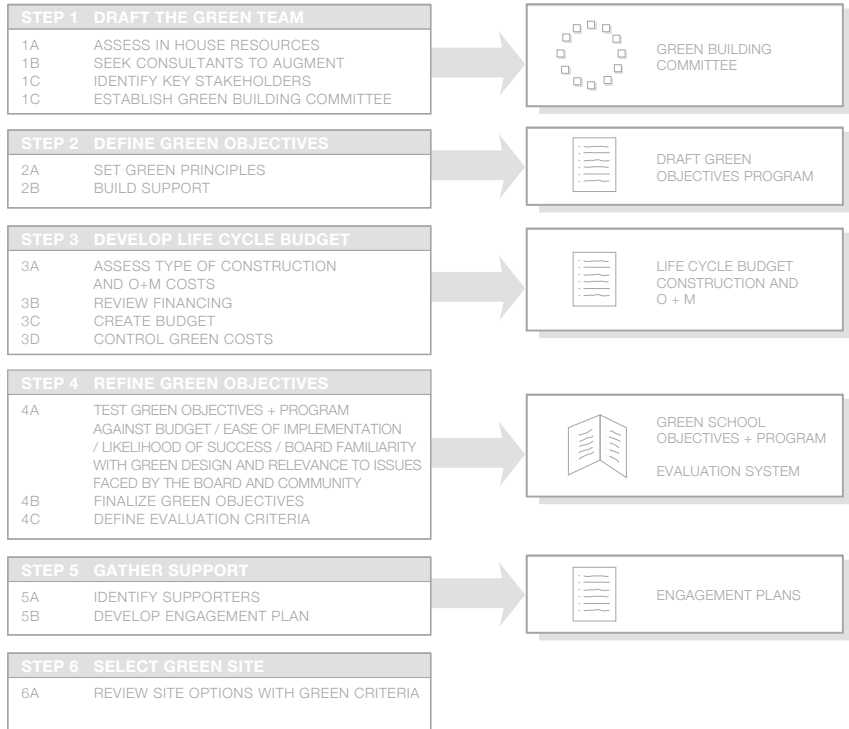 STEP 1 DRAFT THE GREEN TEAM
1A ASSESS IN HOUSE RESOURCES
1B SEEK CONSULTANTS TO AUGMENT
1C IDENTIFY KEY STAKEHOLDERS
1C ESTABLISH GREEN BUILDING COMMITTEE
GREEN BUILDING
COMMITTEE
STEP 2 DEFINE GREEN OBJECTIVES
2A SET GREEN PRINCIPLES
2B BUILD SUPPORT
DRAFT GREEN
OBJECTIVES PROGRAM
STEP 3 DEVELOP LIFE CYCLE BUDGET
3A ASSESS TYPE OF CONSTRUCTION
AND O+M COSTS
3B REVIEW FINANCING
3C CREATE BUDGET
3D CONTROL GREEN COSTS
LIFE CYCLE BUDGET
CONSTRUCTION AND
O + M
STEP 4 REFINE GREEN OBJECTIVES
4A TEST GREEN OBJECTIVES + PROGRAM
AGAINST BUDGET / EASE OF IMPLEMENTATION
/ LIKELIHOOD OF SUCCESS / BOARD FAMILIARITY
WITH GREEN DESIGN AND RELEVANCE TO ISSUES
FACED BY THE BOARD AND COMMUNITY
4B FINALIZE GREEN OBJECTIVES
4C DEFINE EVALUATION CRITERIA
GREEN SCHOOL
OBJECTIVES + PROGRAM
EVALUATION SYSTEM
STEP 5 GATHER SUPPORT
5A IDENTIFY SUPPORTERS
5B DEVELOP ENGAGEMENT PLAN
ENGAGEMENT PLANS
STEP 6 SELECT GREEN SITE
6A REVIEW SITE OPTIONS WITH GREEN CRITERIA